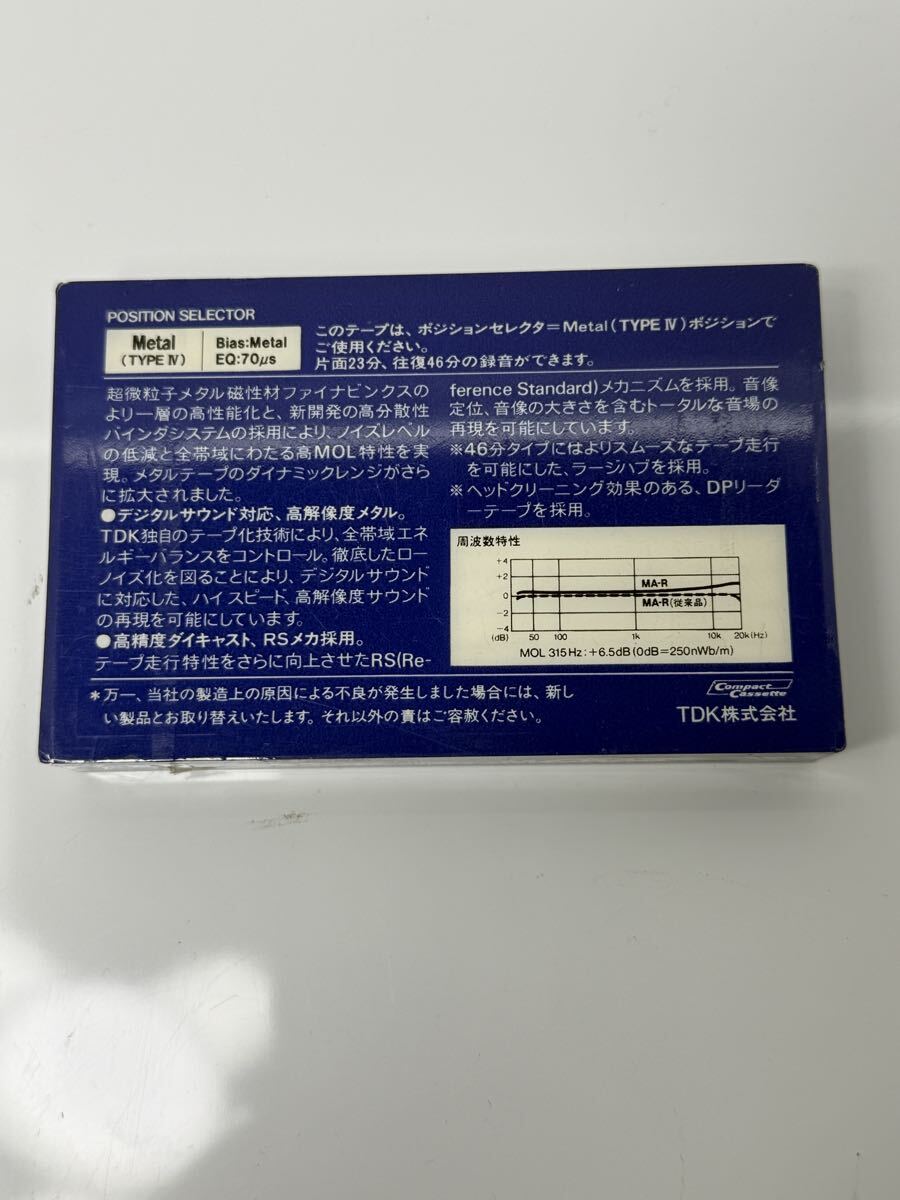 POSITION SELECTOR
Metal
(TYPE Ⅳ)
Bias:Metal
EQ:70μs
このテープは、ポジションセレクタ=Metal(TYPE Ⅳ)ポジションで
ご使用ください。
片面23分、往復46分の録音ができます。
超微粒子メタル磁性材ファイナビンクスの
より一層の高性能化と、新開発の高分散性
バインダシステムの採用により、ノイズレベル
の低減と全帯域にわたる高MOL特性を実
現。メタルテープのダイナミックレンジがさら
に拡大されました。
●デジタルサウンド対応、高解像度メタル。
TDK独自のテープ化技術により、全帯域エネ
ルギーバランスをコントロール。徹底したロー
ノイズ化を図ることにより、デジタルサウンド
に対応した、ハイスピード、高解像度サウンド
の再現を可能にしています。
●高精度ダイキャスト、RSメカ採用。
テープ走行特性をさらに向上させたRS(Re-
ference Standard)メカニズムを採用。音像
定位、音像の大きさを含むトータルな音場の
再現を可能にしています。
※46分タイプにはよりスムーズなテープ走行
を可能にした、ラージハブを採用。
※ヘッドクリーニング効果のある、DPリーダ
ーテープを採用。
周波数特性
+4
+2
0
-2
-4
(dB)
MA-R
MA-R(従来品)
50 100 1k 10k 20k(Hz)
MOL 315Hz:+6.5dB(0dB=250nWb/m)
*万一、当社の製造上の原因による不良が発生しました場合には、新し
い製品とお取り替えいたします。それ以外の責はご容赦ください。
Compact
Cassette
TDK株式会社